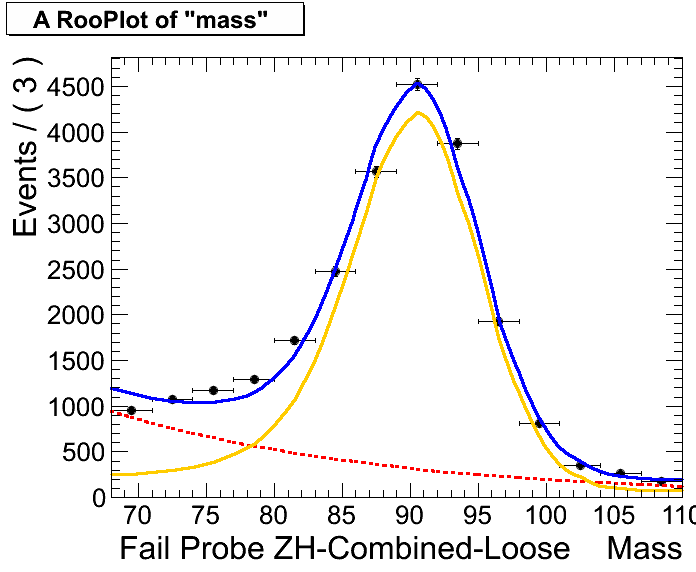 A RooPlot of "mass"
Events / ( 3 )
4500
4000
3500
3000
2500
2000
1500
1000
500
0
70 75 80 85 90 95 100 105 110
Fail Probe ZH-Combined-Loose Mass